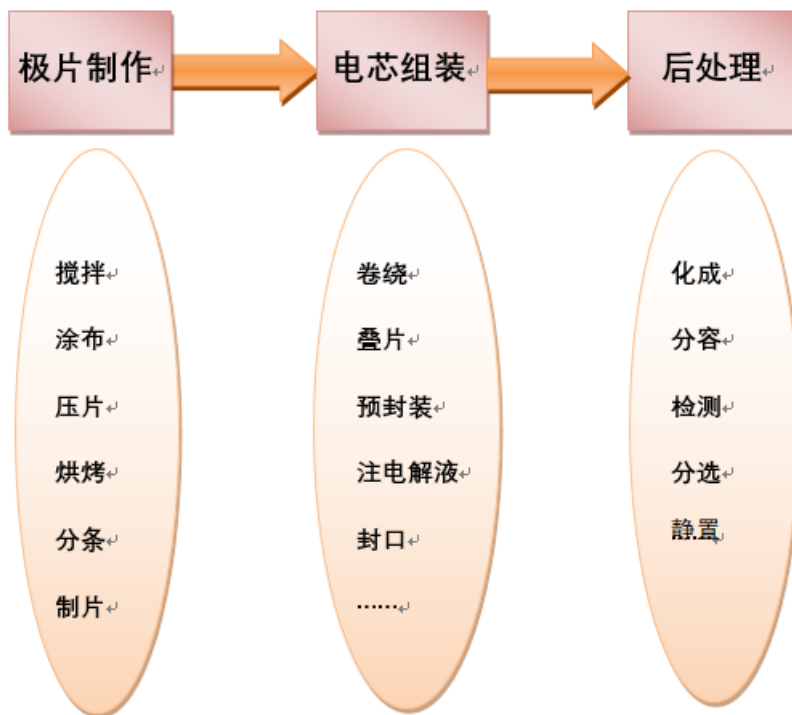 极片制作
电芯组装
后处理
搅拌
涂布
压片
烘烤
分条
制片
卷绕
叠片
预封装
注电解液
封口
……
化成
分容
检测
分选
静置